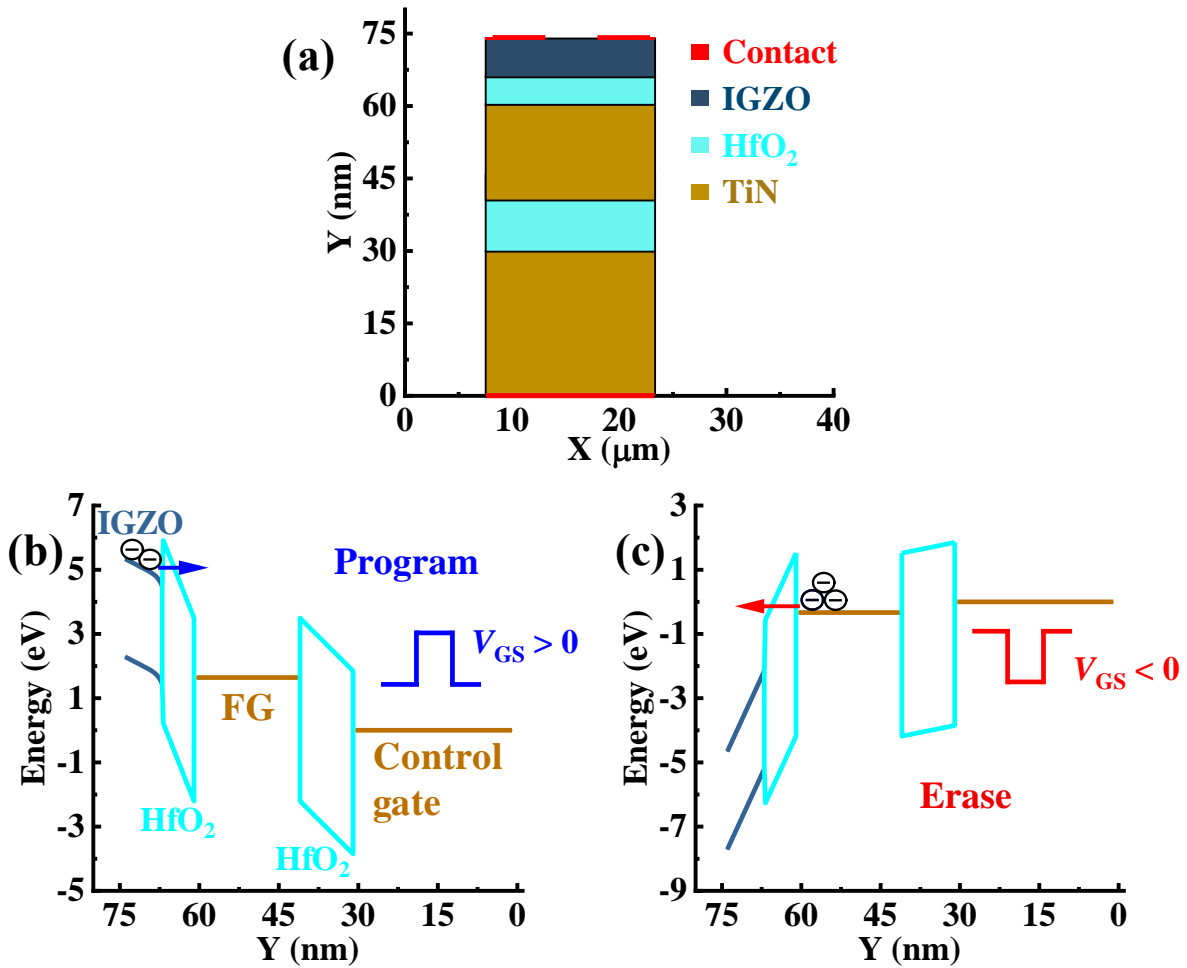 (a)
75
60
45
30
15
0
Y (nm)
0
10
20
30
40
X (μm)
Contact
IGZO
HfO₂
TiN
(b)
7
5
3
1
-1
-3
-5
Energy (eV)
75
60
45
30
15
0
Y (nm)
IGZO
Program
V_GS > 0
FG
Control
gate
HfO₂
HfO₂
(c)
3
1
-1
-3
-5
-7
-9
Energy (eV)
75
60
45
30
15
0
Y (nm)
V_GS < 0
Erase